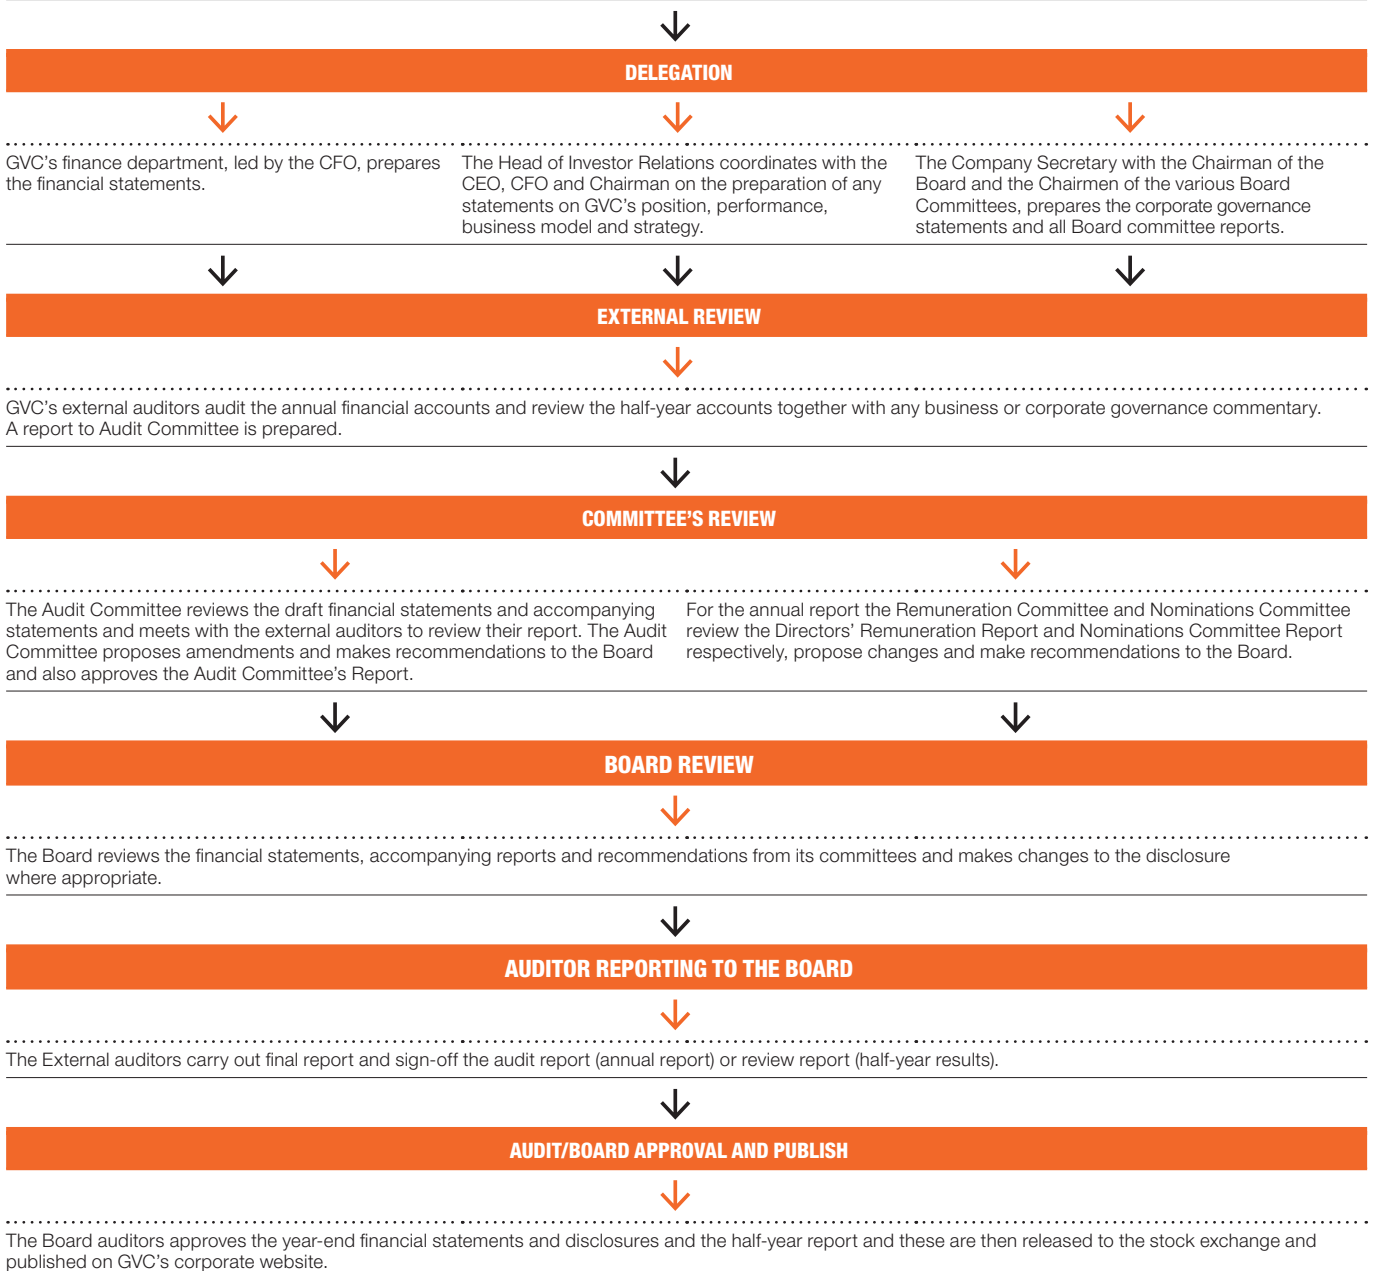 DELEGATION
GVC's finance department, led by the CFO, prepares
the financial statements.
The Head of Investor Relations coordinates with the
CEO, CFO and Chairman on the preparation of any
statements on GVC's position, performance,
business model and strategy.
The Company Secretary with the Chairman of the
Board and the Chairmen of the various Board
Committees, prepares the corporate governance
statements and all Board committee reports.
EXTERNAL REVIEW
GVC's external auditors audit the annual financial accounts and review the half-year accounts together with any business or corporate governance commentary.
A report to Audit Committee is prepared.
COMMITTEE'S REVIEW
The Audit Committee reviews the draft financial statements and accompanying
statements and meets with the external auditors to review their report. The Audit
Committee proposes amendments and makes recommendations to the Board
and also approves the Audit Committee's Report.
For the annual report the Remuneration Committee and Nominations Committee
review the Directors' Remuneration Report and Nominations Committee Report
respectively, propose changes and make recommendations to the Board.
BOARD REVIEW
The Board reviews the financial statements, accompanying reports and recommendations from its committees and makes changes to the disclosure
where appropriate.
AUDITOR REPORTING TO THE BOARD
The External auditors carry out final report and sign-off the audit report (annual report) or review report (half-year results).
AUDIT/BOARD APPROVAL AND PUBLISH
The Board auditors approves the year-end financial statements and disclosures and the half-year report and these are then released to the stock exchange and
published on GVC's corporate website.